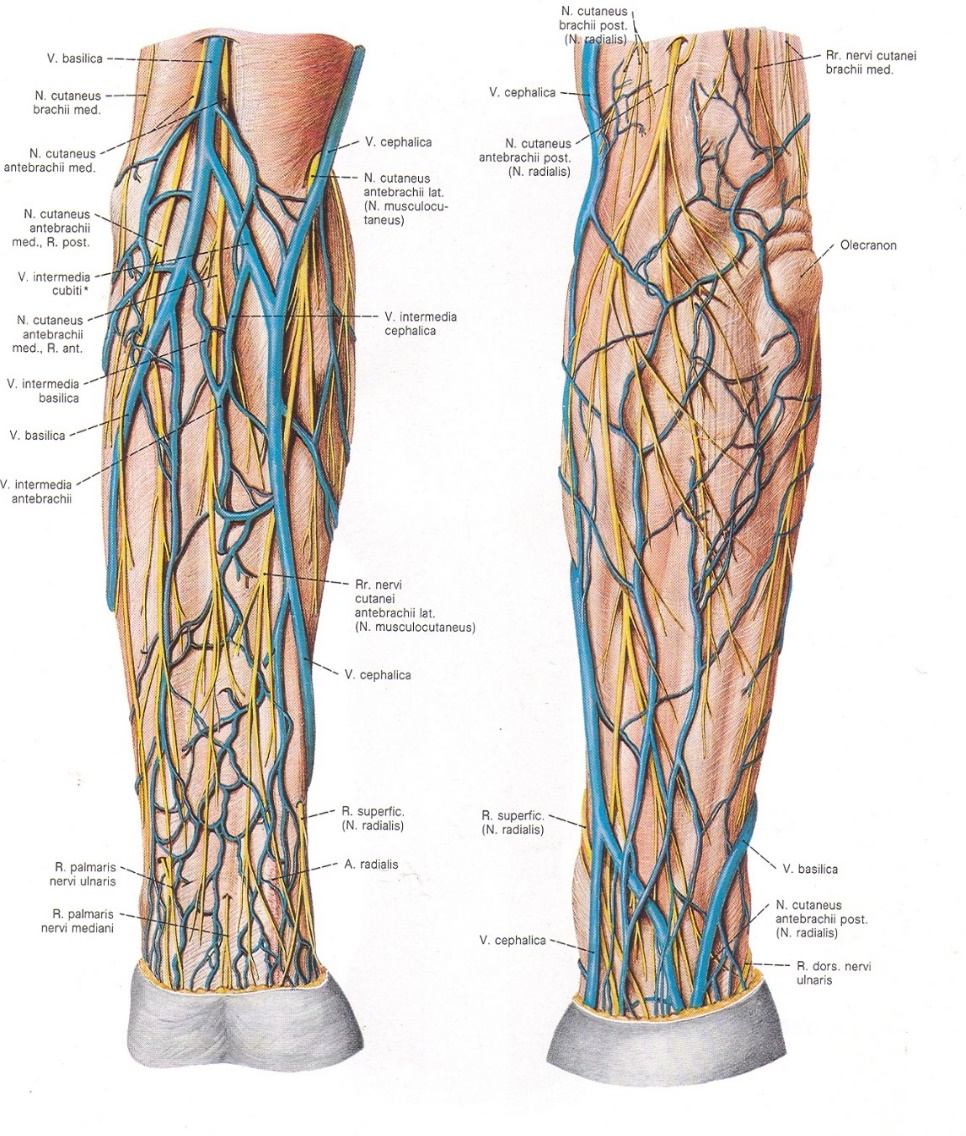 V. basilica
N. cutaneus
brachii med.
N. cutaneus
antebrachii med.
N. cutaneus
antebrachii
med., R. post.
V. intermedia
cubiti*
N. cutaneus
antebrachii
med., R. ant.
V. intermedia
basilica
V. basilica
V. intermedia
antebrachii
R. palmaris
nervi ulnaris
R. palmaris
nervi mediani
V. cephalica
N. cutaneus
antebrachii lat.
(N. musculocu-
taneus)
V. intermedia
cephalica
Rr. nervi
cutanei
antebrachii lat.
(N. musculocutaneus)
V. cephalica
R. superfic.
(N. radialis)
A. radialis
N. cutaneus
brachii post.
(N. radialis)
V. cephalica
N. cutaneus
antebrachii post.
(N. radialis)
R. superfic.
(N. radialis)
V. cephalica
Rr. nervi cutanei
brachii med.
Olecranon
V. basilica
N. cutaneus
antebrachii post.
(N. radialis)
R. dors. nervi
ulnaris